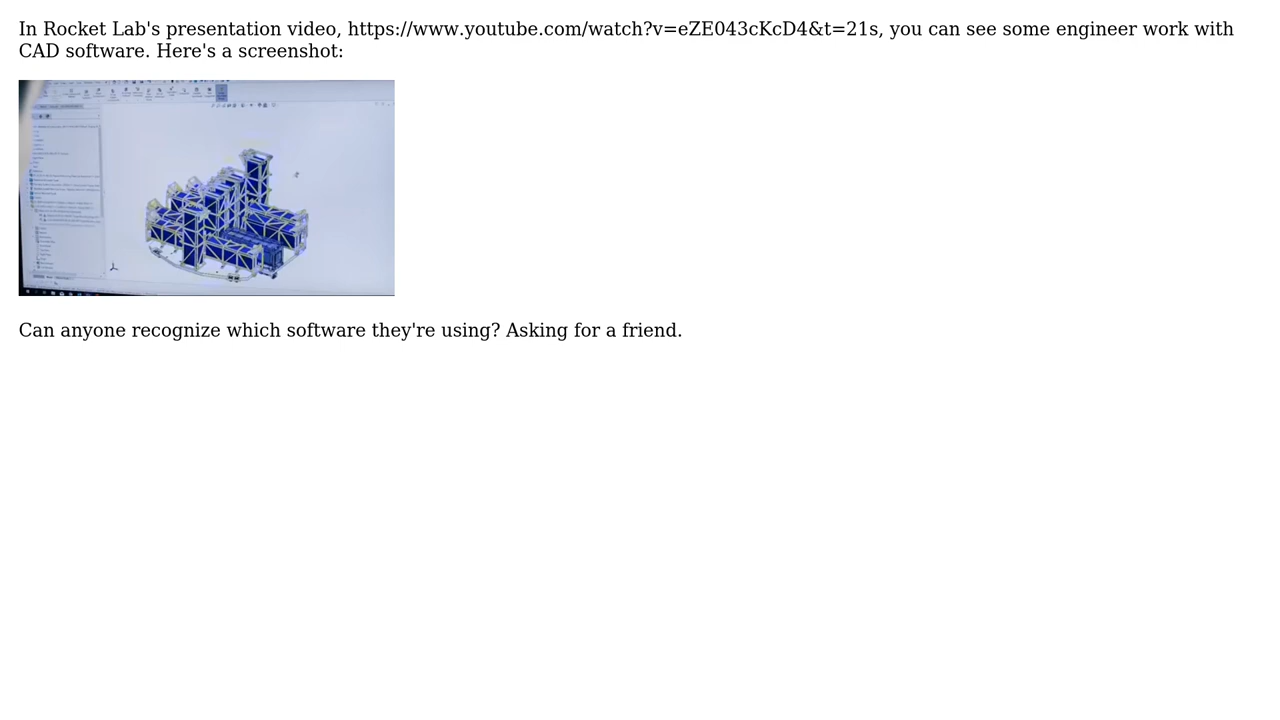 In Rocket Lab's presentation video, https://www.youtube.com/watch?v=eZE043cKcD4&t=21s, you can see some engineer work with
CAD software. Here's a screenshot:
Can anyone recognize which software they're using? Asking for a friend.